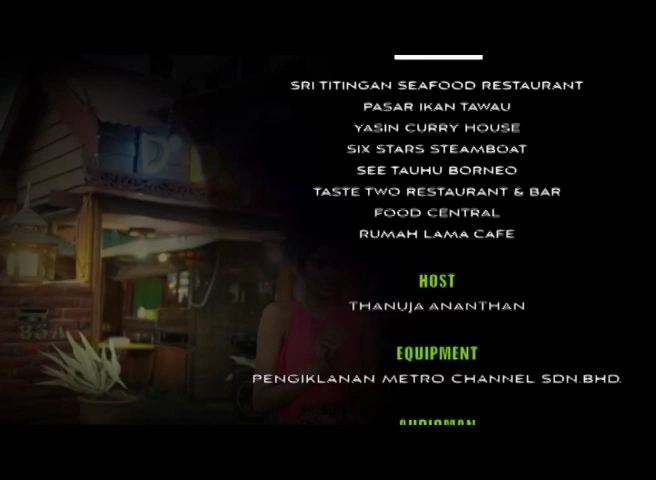 SRI TITINGAN SEAFOOD RESTAURANT
PASAR IKAN TAWAU
YASIN CURRY HOUSE
SIX STARS STEAMBOAT
SEE TAUHU BORNEO
TASTE TWO RESTAURANT & BAR
FOOD CENTRAL
RUMAH LAMA CAFE
HOST
THANUJA ANANTHAN
EQUIPMENT
PENGIKLANAN METRO CHANNEL SDN.BHD.
AUDIOMAN